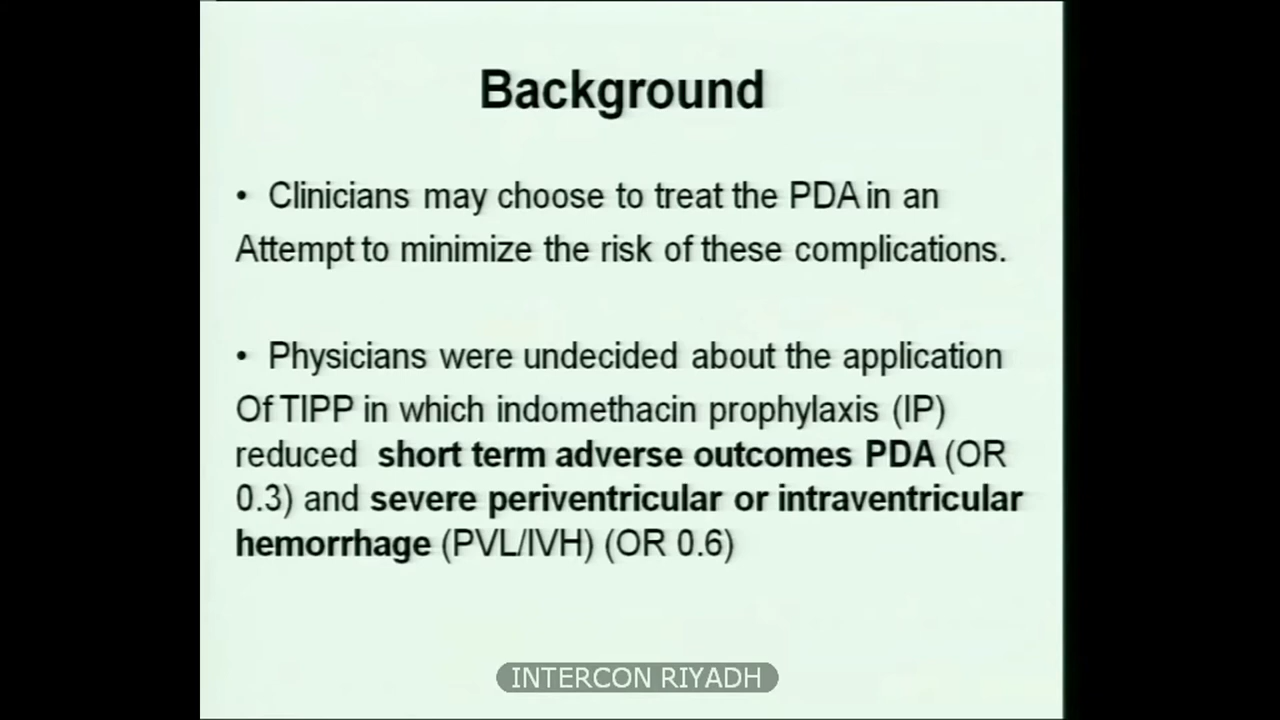 Background
• Clinicians may choose to treat the PDA in an
Attempt to minimize the risk of these complications.
• Physicians were undecided about the application
Of TIPP in which indomethacin prophylaxis (IP)
reduced short term adverse outcomes PDA (OR
0.3) and severe periventricular or intraventricular
hemorrhage (PVL/IVH) (OR 0.6)
INTERCON RIYADH